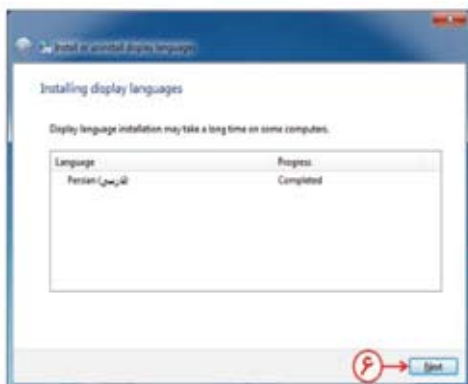 Install or uninstall display languages
Installing display languages
Display language installation may take a long time on some computers.
Language Progress
Persian (فارسی) Completed
۶
Next